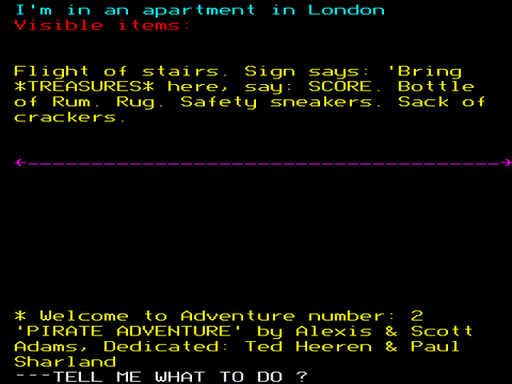 I'm in an apartment in London
Visible items:
Flight of stairs. Sign says: 'Bring
*TREASURES* here, say: SCORE. Bottle
of Rum. Rug. Safety sneakers. Sack of
crackers.
* Welcome to Adventure number: 2
'PIRATE ADVENTURE' by Alexis & Scott
Adams, Dedicated: Ted Heeren & Paul
Sharland
---TELL ME WHAT TO DO ?